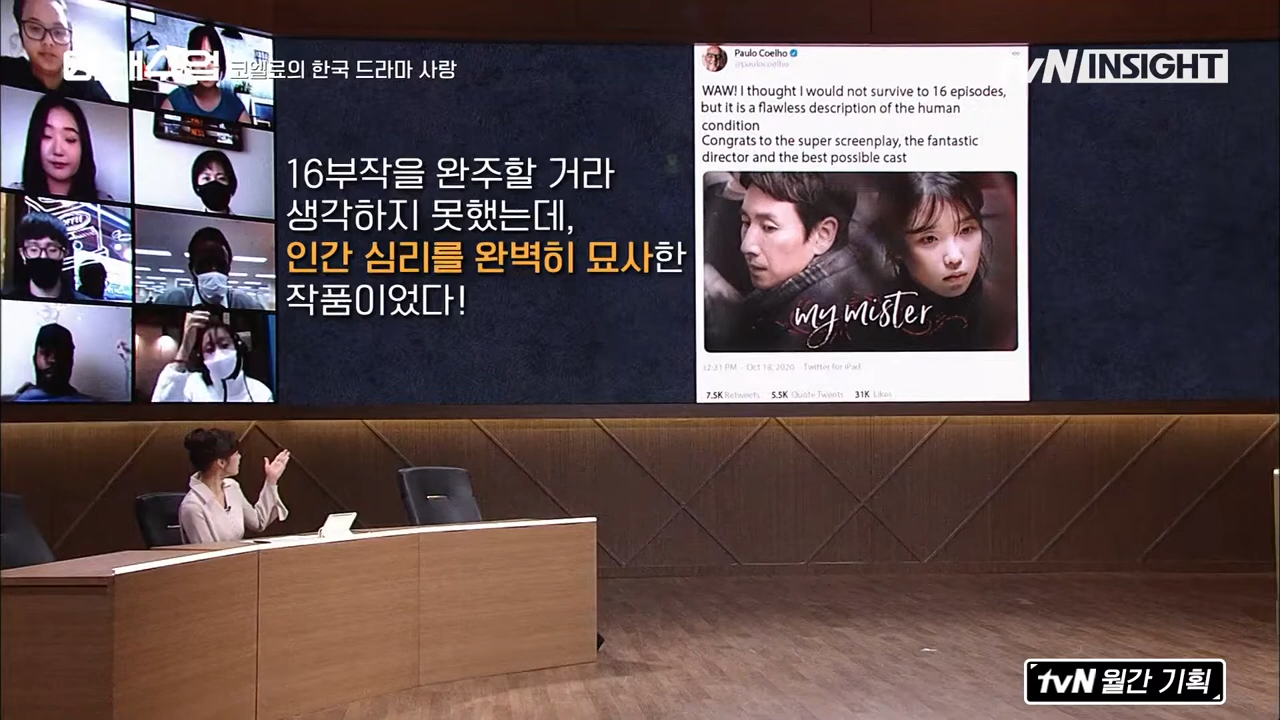 코엘료의 한국 드라마 사랑
tvN INSIGHT
16부작을 완주할 거라
생각하지 못했는데,
인간 심리를 완벽히 묘사한
작품이었다!
Paulo Coelho
@paulocoelho
WAW! I thought I would not survive to 16 episodes,
but it is a flawless description of the human
condition
Congrats to the super screenplay, the fantastic
director and the best possible cast
my mister
12:31 PM · Oct 18, 2020 · Twitter for iPad
7.5K Retweets 5.5K Quote Tweets 31K Likes
tvN 월간 기획